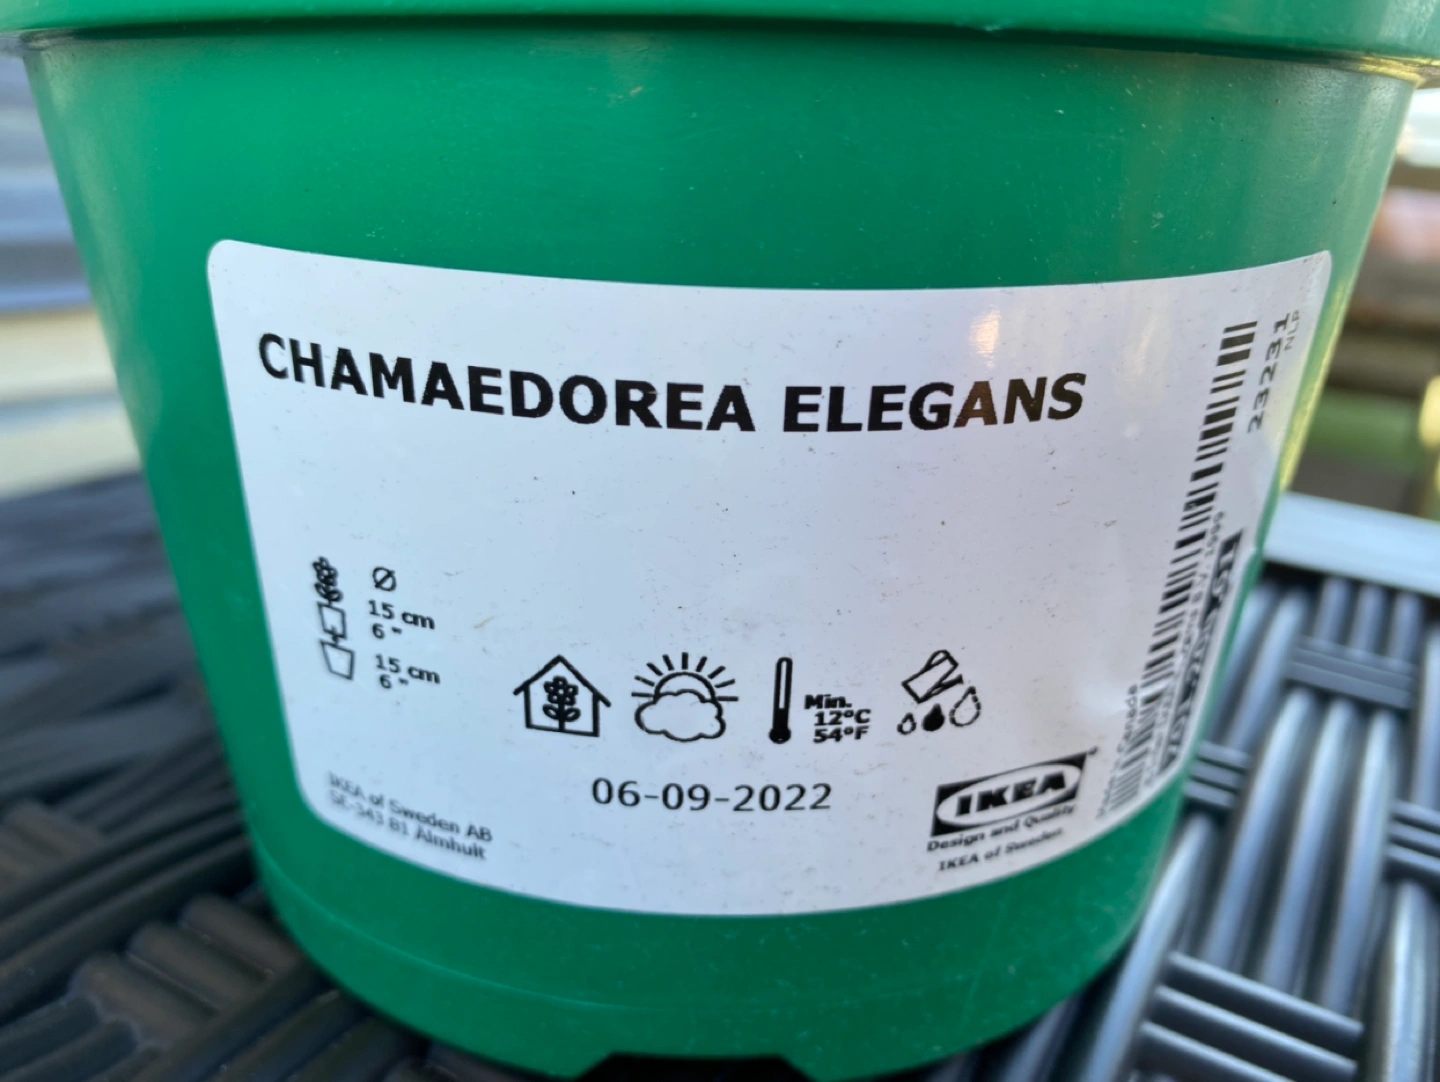 CHAMAEDOREA ELEGANS
Ø
15 cm
6"
15 cm
6"
Min.
12°C
54°F
06-09-2022
IKEA of Sweden AB
SE-343 81 Älmhult
IKEA
Design and Quality
IKEA of Sweden
23231
NLP